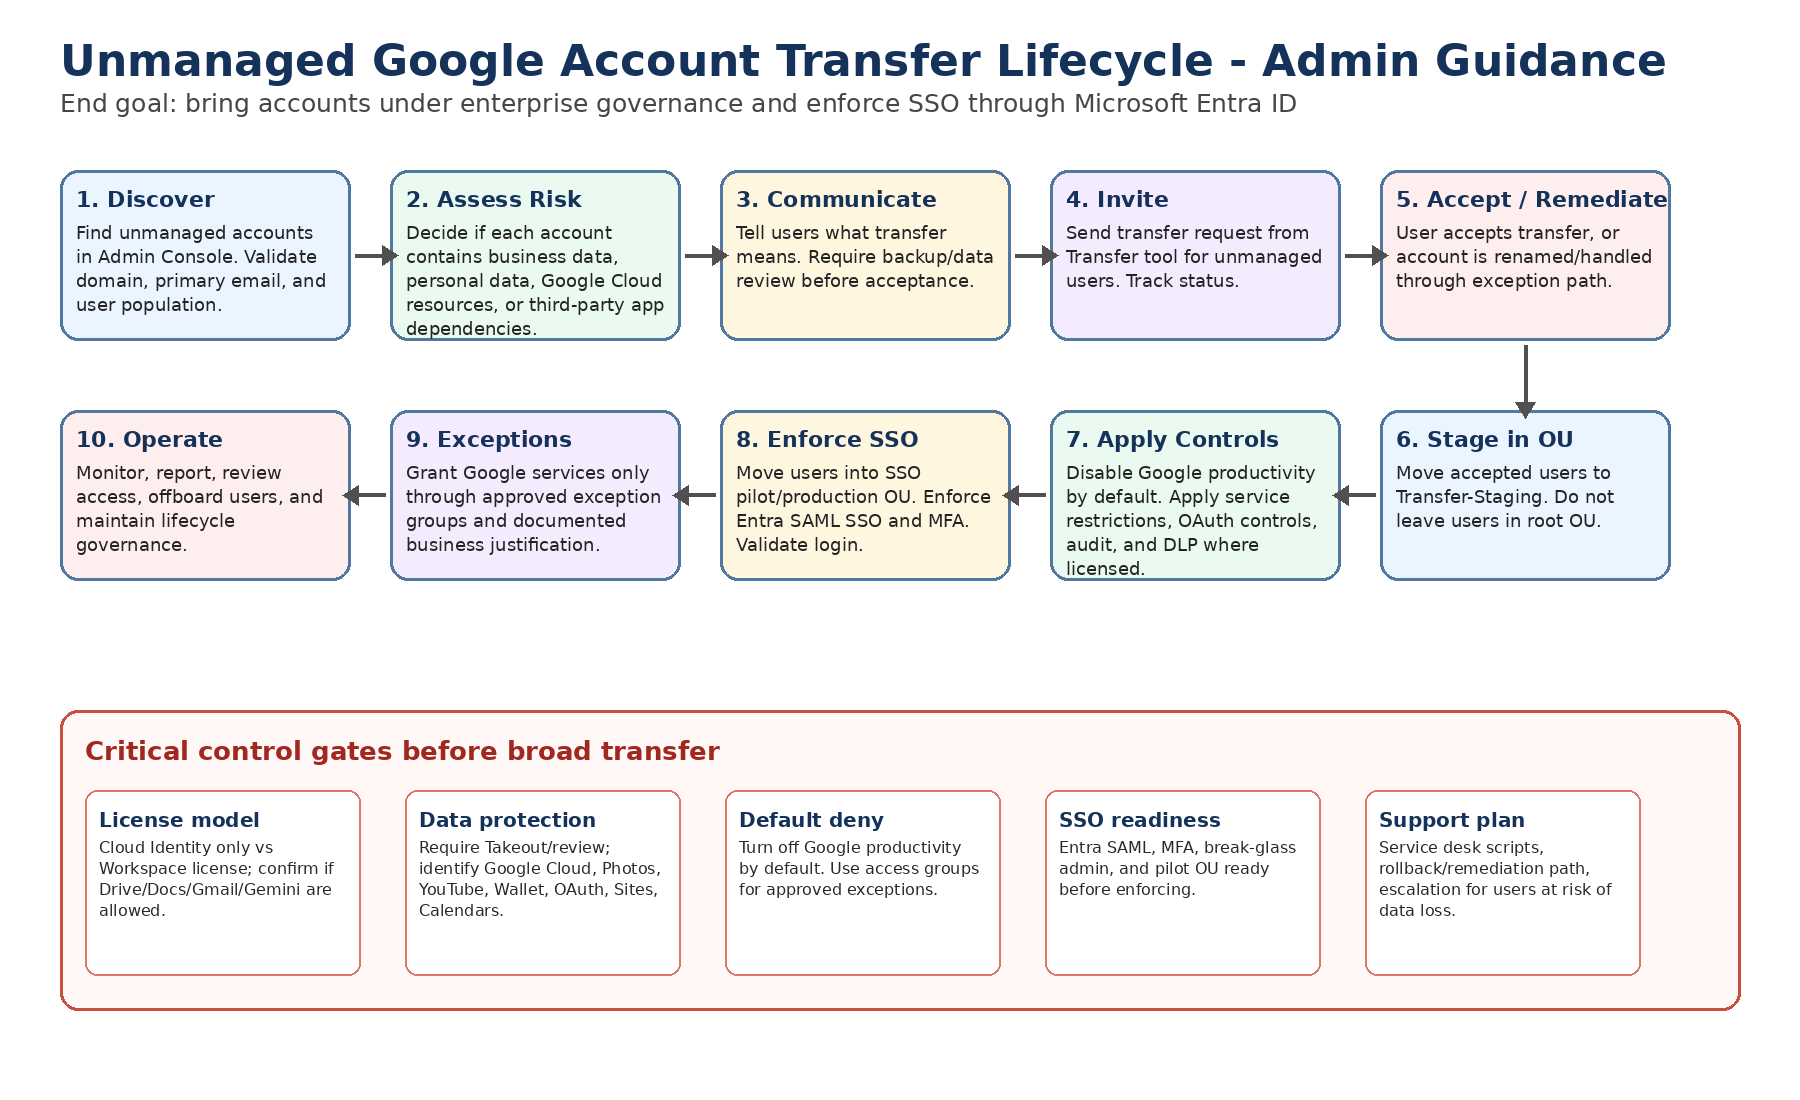 Unmanaged Google Account Transfer Lifecycle - Admin Guidance
End goal: bring accounts under enterprise governance and enforce SSO through Microsoft Entra ID
1. Discover
Find unmanaged accounts
in Admin Console. Validate
domain, primary email, and
user population.
2. Assess Risk
Decide if each account
contains business data,
personal data, Google Cloud
resources, or third-party app
dependencies.
3. Communicate
Tell users what transfer
means. Require backup/data
review before acceptance.
4. Invite
Send transfer request from
Transfer tool for unmanaged
users. Track status.
5. Accept / Remediate
User accepts transfer, or
account is renamed/handled
through exception path.
6. Stage in OU
Move accepted users to
Transfer-Staging. Do not
leave users in root OU.
7. Apply Controls
Disable Google productivity
by default. Apply service
restrictions, OAuth controls,
audit, and DLP where
licensed.
8. Enforce SSO
Move users into SSO
pilot/production OU. Enforce
Entra SAML SSO and MFA.
Validate login.
9. Exceptions
Grant Google services only
through approved exception
groups and documented
business justification.
10. Operate
Monitor, report, review
access, offboard users, and
maintain lifecycle
governance.
Critical control gates before broad transfer
License model
Cloud Identity only vs
Workspace license; confirm if
Drive/Docs/Gmail/Gemini are
allowed.
Data protection
Require Takeout/review;
identify Google Cloud, Photos,
YouTube, Wallet, OAuth, Sites,
Calendars.
Default deny
Turn off Google productivity
by default. Use access groups
for approved exceptions.
SSO readiness
Entra SAML, MFA, break-glass
admin, and pilot OU ready
before enforcing.
Support plan
Service desk scripts,
rollback/remediation path,
escalation for users at risk of
data loss.